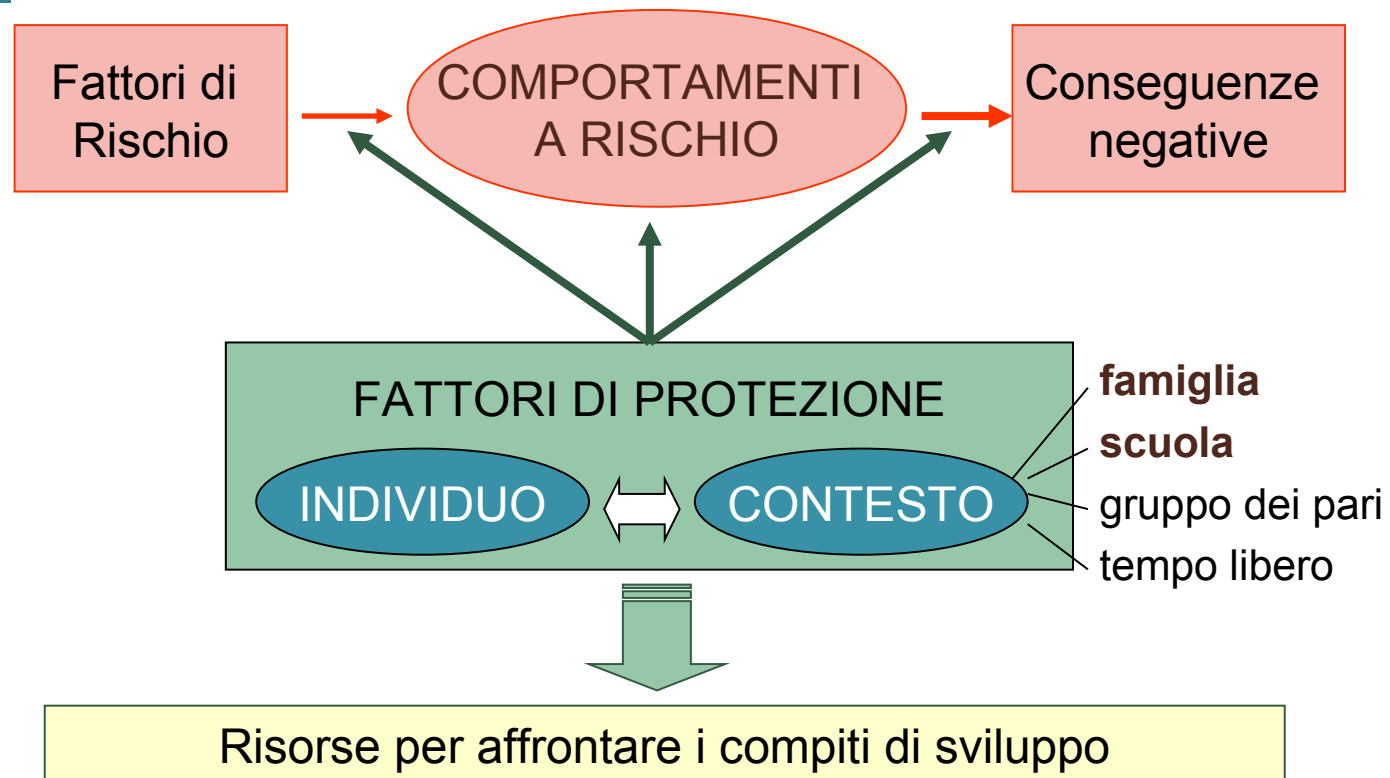 Fattori di
Rischio
COMPORTAMENTI
A RISCHIO
Conseguenze
negative
FATTORI DI PROTEZIONE
INDIVIDUO
CONTESTO
famiglia
scuola
gruppo dei pari
tempo libero
Risorse per affrontare i compiti di sviluppo